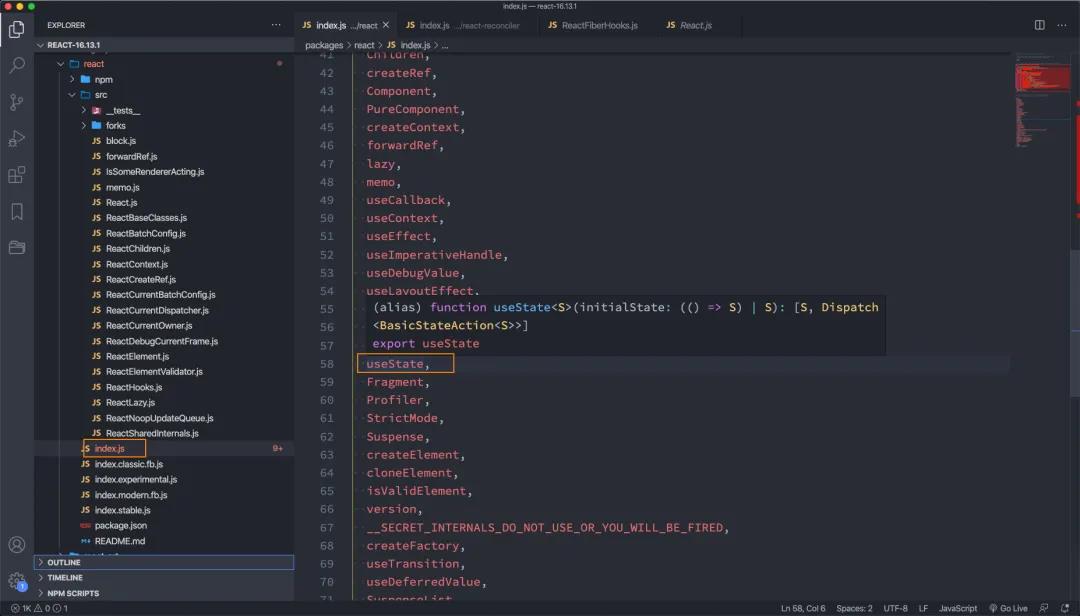 index.js — react-16.13.1
EXPLORER
REACT-16.13.1
react
npm
src
__tests__
forks
JS block.js
JS forwardRef.js
JS IsSomeRendererActing.js
JS memo.js
JS React.js
JS ReactBaseClasses.js
JS ReactBatchConfig.js
JS ReactChildren.js
JS ReactContext.js
JS ReactCreateRef.js
JS ReactCurrentBatchConfig.js
JS ReactCurrentDispatcher.js
JS ReactCurrentOwner.js
JS ReactDebugCurrentFrame.js
JS ReactElement.js
JS ReactElementValidator.js
JS ReactHooks.js
JS ReactLazy.js
JS ReactNoopUpdateQueue.js
JS ReactSharedInternals.js
JS index.js 9+
JS index.classic.fb.js
JS index.experimental.js
JS index.modern.fb.js
JS index.stable.js
package.json
README.md
OUTLINE
TIMELINE
NPM SCRIPTS
JS index.js .../react
JS index.js .../react-reconciler
JS ReactFiberHooks.js
JS React.js
packages > react > JS index.js > ...
41 Children,
42 createRef,
43 Component,
44 PureComponent,
45 createContext,
46 forwardRef,
47 lazy,
48 memo,
49 useCallback,
50 useContext,
51 useEffect,
52 useImperativeHandle,
53 useDebugValue,
54 useLayoutEffect,
55 (alias) function useState<S>(initialState: (() => S) | S): [S, Dispatch
56 <BasicStateAction<S>>]
57 export useState
58 useState,
59 Fragment,
60 Profiler,
61 StrictMode,
62 Suspense,
63 createElement,
64 cloneElement,
65 isValidElement,
66 version,
67 __SECRET_INTERNALS_DO_NOT_USE_OR_YOU_WILL_BE_FIRED,
68 createFactory,
69 useTransition,
70 useDeferredValue,
71 SuspenseList,
1
1K 0 1
Ln 58, Col 6 Spaces: 2 UTF-8 LF JavaScript Go Live